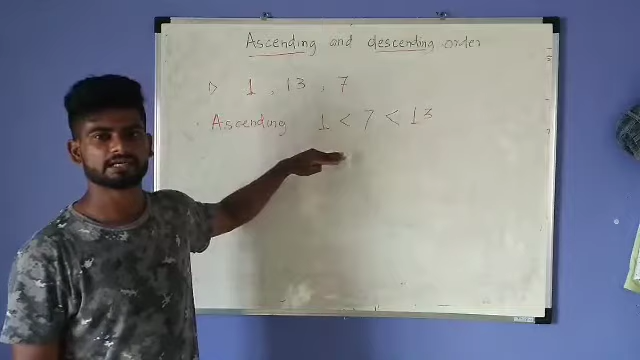 Ascending and descending order
▷ 1 , 13 , 7
Ascending 1 < 7 < 13